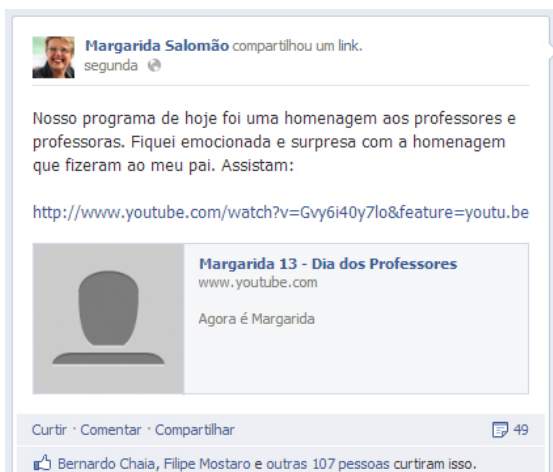 Margarida Salomão compartilhou um link.
segunda
Nosso programa de hoje foi uma homenagem aos professores e
professoras. Fiquei emocionada e surpresa com a homenagem
que fizeram ao meu pai. Assistam:
http://www.youtube.com/watch?v=Gvy6i40y7lo&feature=youtu.be
Margarida 13 - Dia dos Professores
www.youtube.com
Agora é Margarida
Curtir · Comentar · Compartilhar 49
Bernardo Chaia, Filipe Mostaro e outras 107 pessoas curtiram isso.